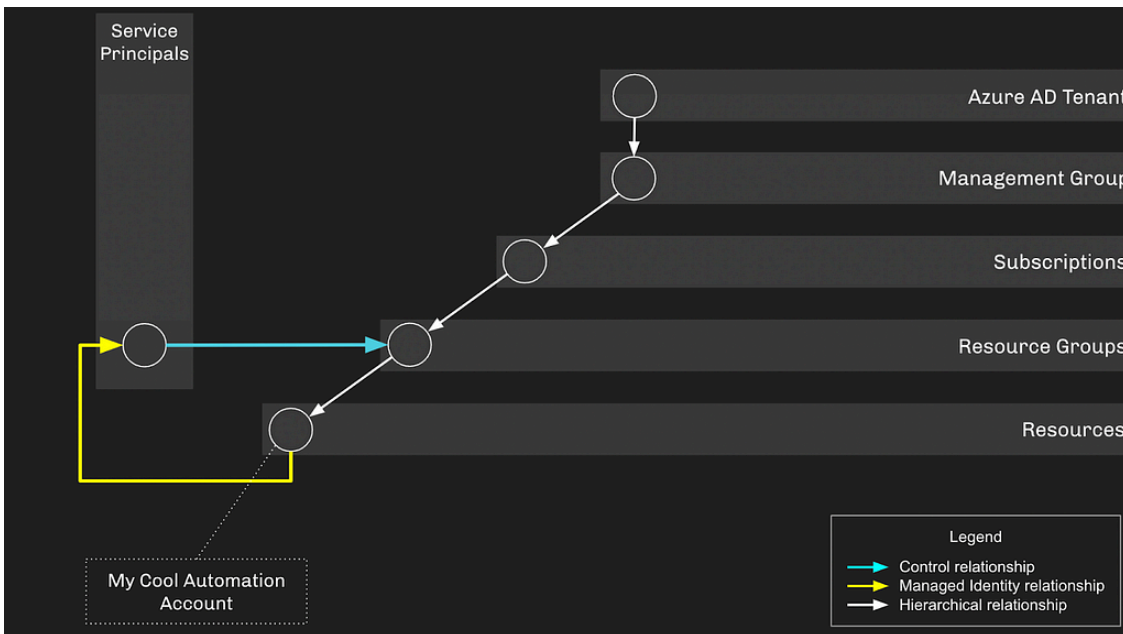 Service
Principals
Azure AD Tenant
Management Group
Subscriptions
Resource Groups
Resources
My Cool Automation
Account
Legend
Control relationship
Managed Identity relationship
Hierarchical relationship